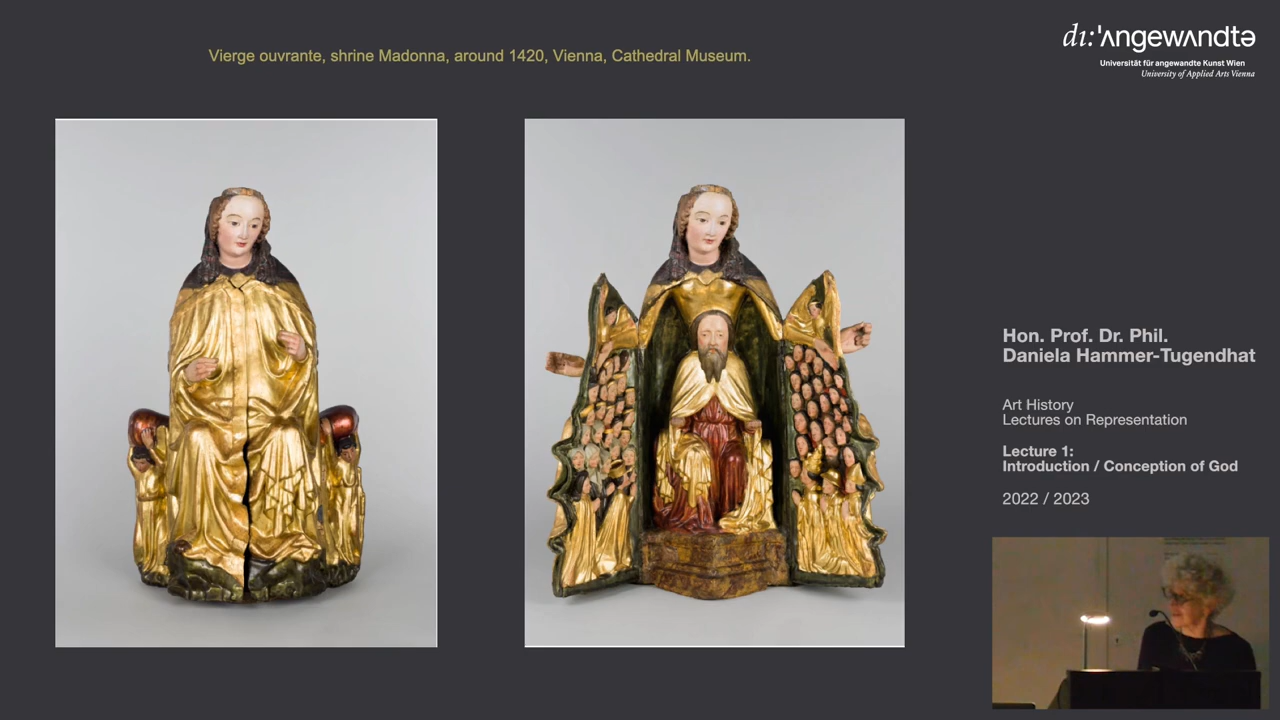 Vierge ouvrante, shrine Madonna, around 1420, Vienna, Cathedral Museum.
dı:'ʌngewʌndtə
Universität für angewandte Kunst Wien
University of Applied Arts Vienna
Hon. Prof. Dr. Phil.
Daniela Hammer-Tugendhat
Art History
Lectures on Representation
Lecture 1:
Introduction / Conception of God
2022 / 2023